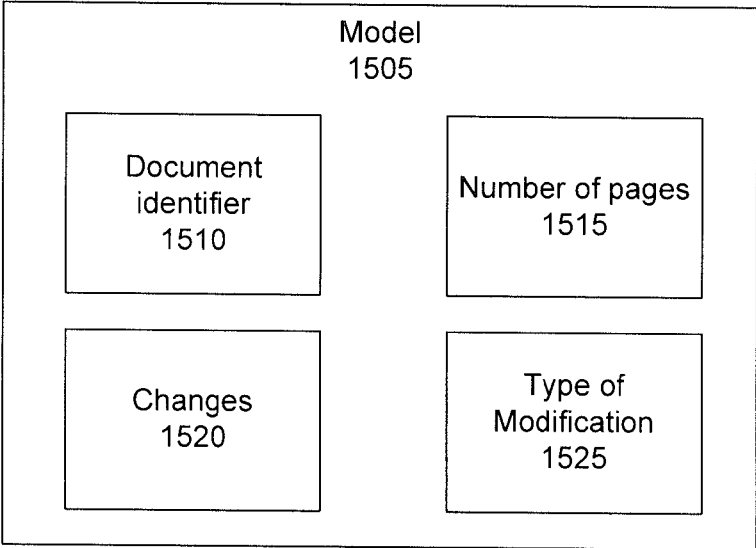 Model
1505
Document
identifier
1510
Number of pages
1515
Changes
1520
Type of
Modification
1525